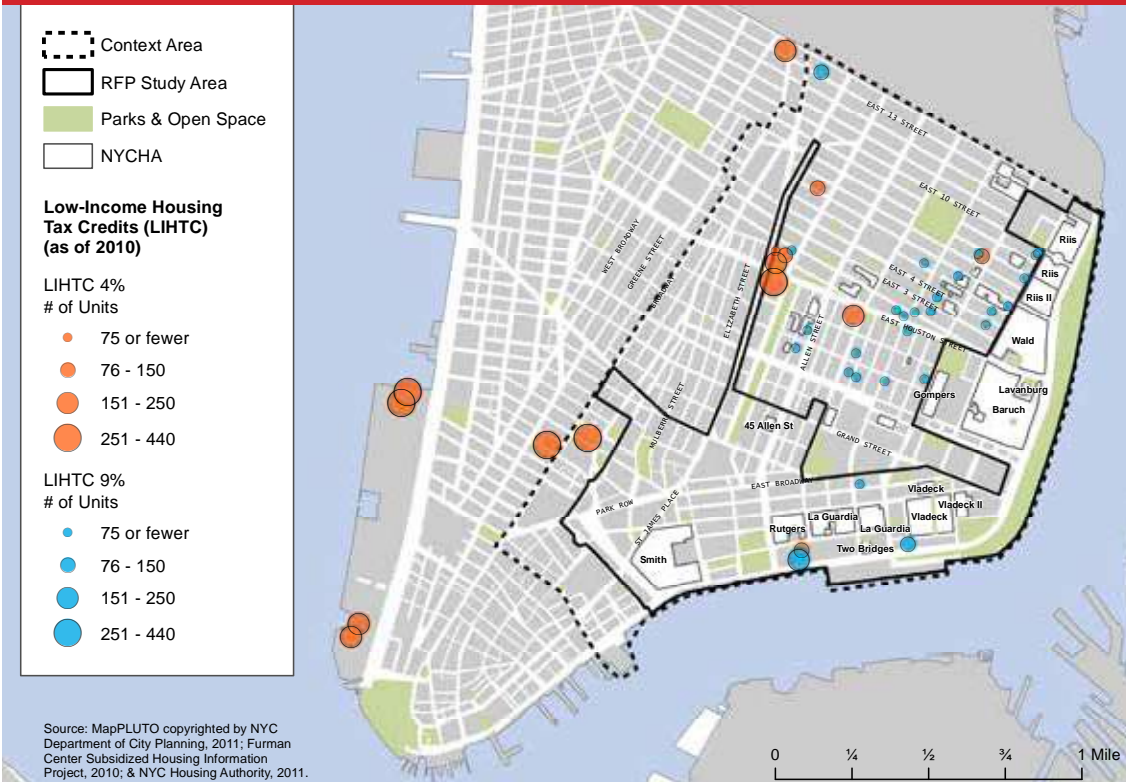 Context Area
RFP Study Area
Parks & Open Space
NYCHA
Low-Income Housing
Tax Credits (LIHTC)
(as of 2010)
LIHTC 4%
# of Units
75 or fewer
76 - 150
151 - 250
251 - 440
LIHTC 9%
# of Units
75 or fewer
76 - 150
151 - 250
251 - 440
Source: MapPLUTO copyrighted by NYC
Department of City Planning, 2011; Furman
Center Subsidized Housing Information
Project, 2010; & NYC Housing Authority, 2011.
EAST 13 STREET
EAST 10 STREET
WEST BROADWAY
GREENE STREET
BROADWAY
ELIZABETH STREET
EAST 4 STREET
EAST 3 STREET
EAST HOUSTON STREET
ALLEN STREET
MULBERRY STREET
GRAND STREET
EAST BROADWAY
PARK ROW
ST JAMES PLACE
Riis
Riis
Riis II
Wald
Lavanburg
Baruch
Gompers
45 Allen St
Vladeck
Vladeck II
Vladeck
La Guardia
La Guardia
Rutgers
Two Bridges
Smith
0 ¼ ½ ¾ 1 Mile